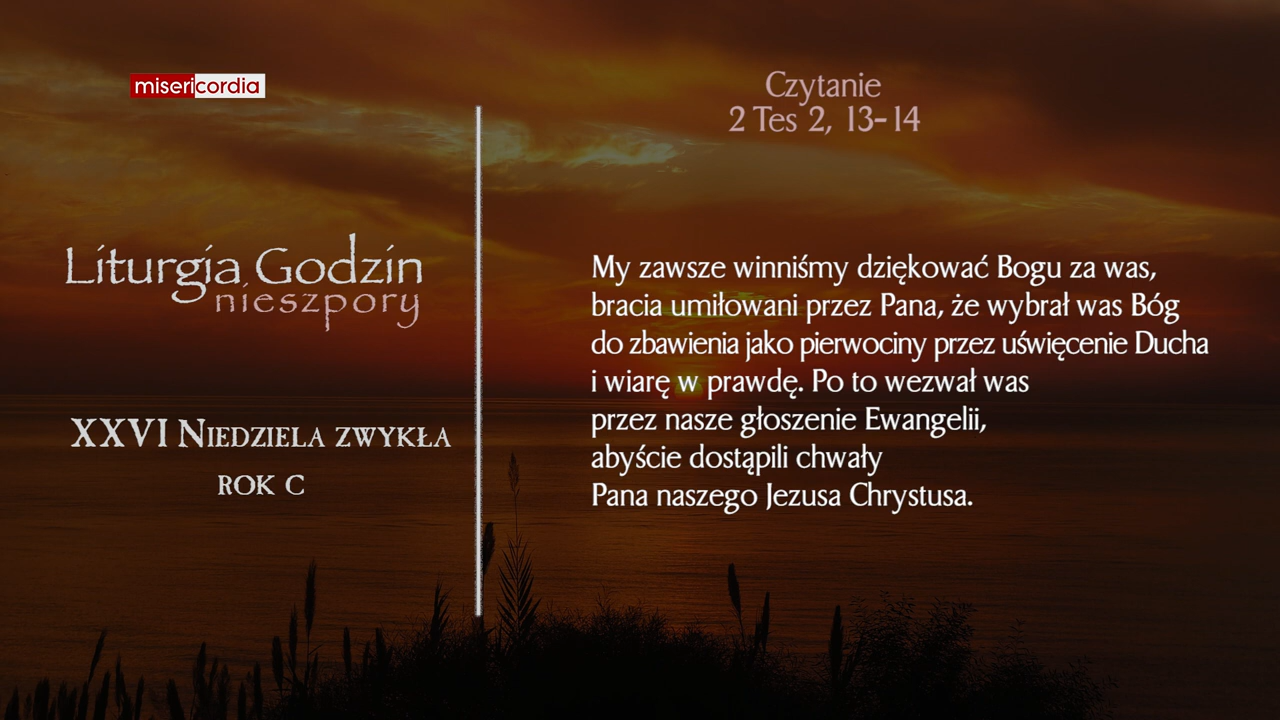 misericordia
Liturgia Godzin
nieszpory
XXVI Niedziela zwykła
rok C
Czytanie
2 Tes 2, 13-14
My zawsze winniśmy dziękować Bogu za was,
bracia umiłowani przez Pana, że wybrał was Bóg
do zbawienia jako pierwociny przez uświęcenie Ducha
i wiarę w prawdę. Po to wezwał was
przez nasze głoszenie Ewangelii,
abyście dostąpili chwały
Pana naszego Jezusa Chrystusa.